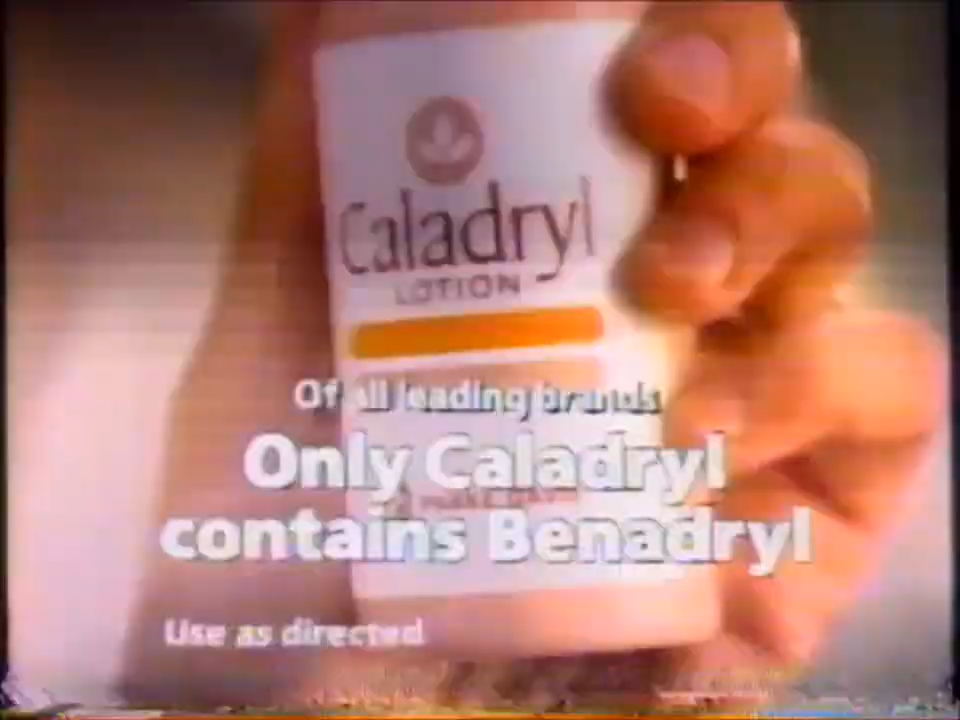 Caladryl
LOTION
Of all leading brands
Only Caladryl
contains Benadryl
Use as directed